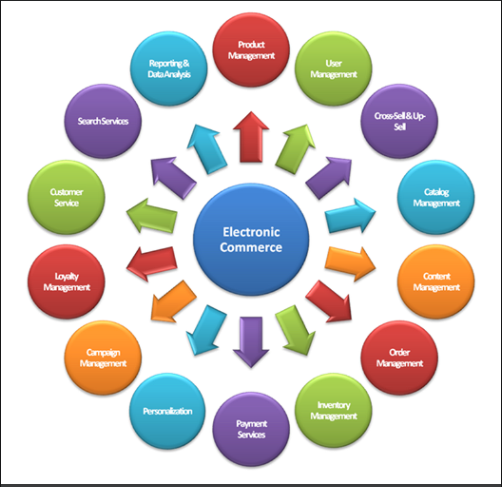 Product
Management
User
Management
Cross-Sell & Up-
Sell
Catalog
Management
Content
Management
Order
Management
Inventory
Management
Payment
Services
Personalization
Campaign
Management
Loyalty
Management
Customer
Service
Search Services
Reporting &
Data Analysis
Electronic
Commerce